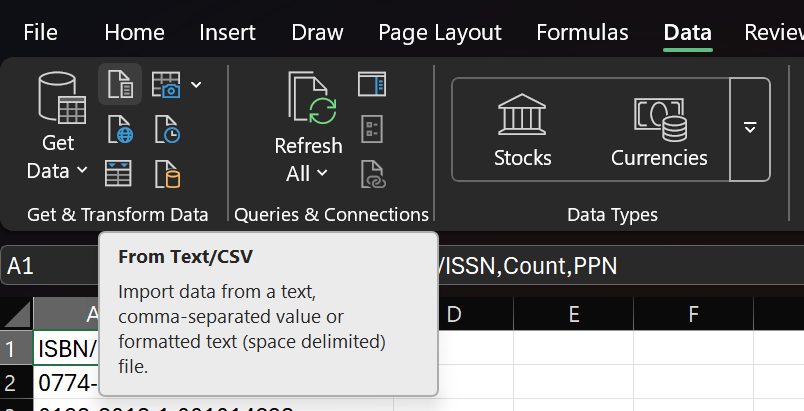 File Home Insert Draw Page Layout Formulas Data Review
Get
Data
Refresh
All
Stocks Currencies
Get & Transform Data Queries & Connections Data Types
A1 /ISSN,Count,PPN
From Text/CSV
Import data from a text,
comma-separated value or
formatted text (space delimited)
file.
A D E F
1 ISBN/
2 0774-